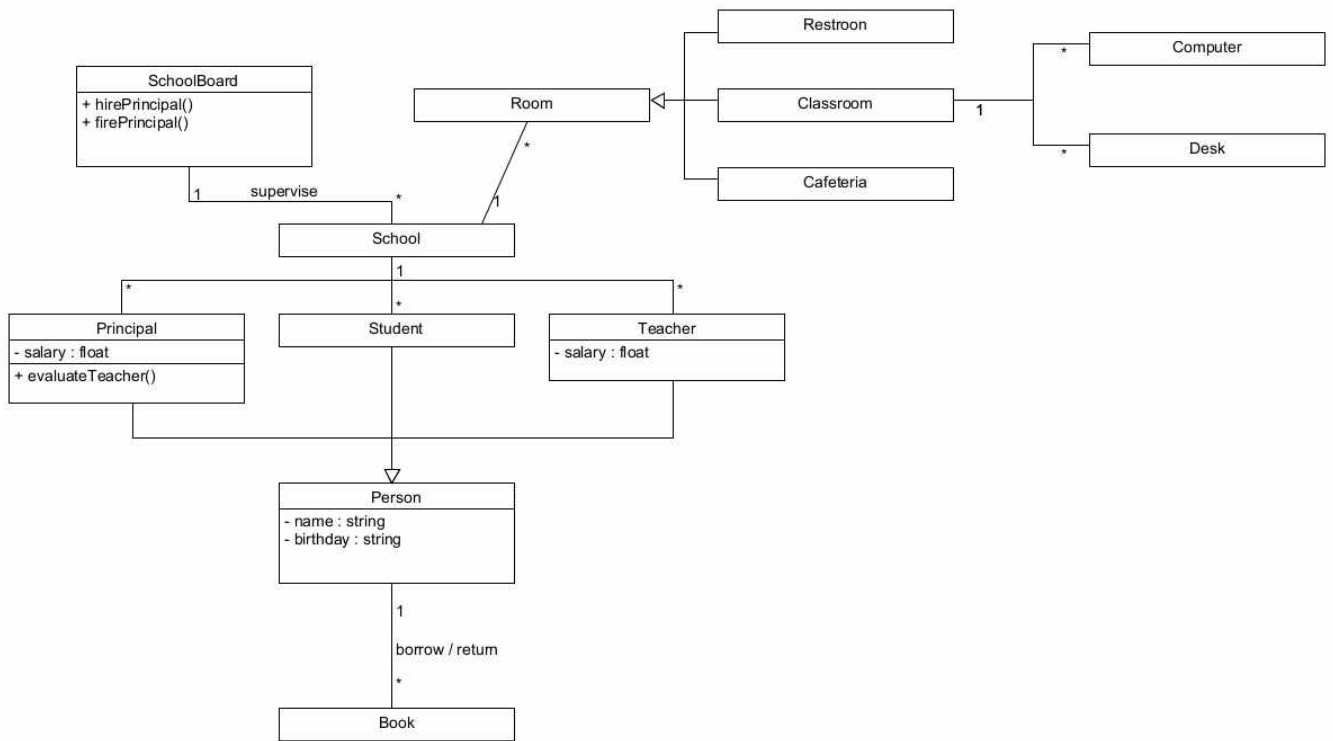 Restroon
Computer
SchoolBoard
+ hirePrincipal()
+ firePrincipal()
Room
Classroom
*
1
*
Desk
*
Cafeteria
1
supervise
*
1
School
1
*
*
*
Principal
- salary : float
+ evaluateTeacher()
Student
Teacher
- salary : float
Person
- name : string
- birthday : string
1
borrow / return
*
Book